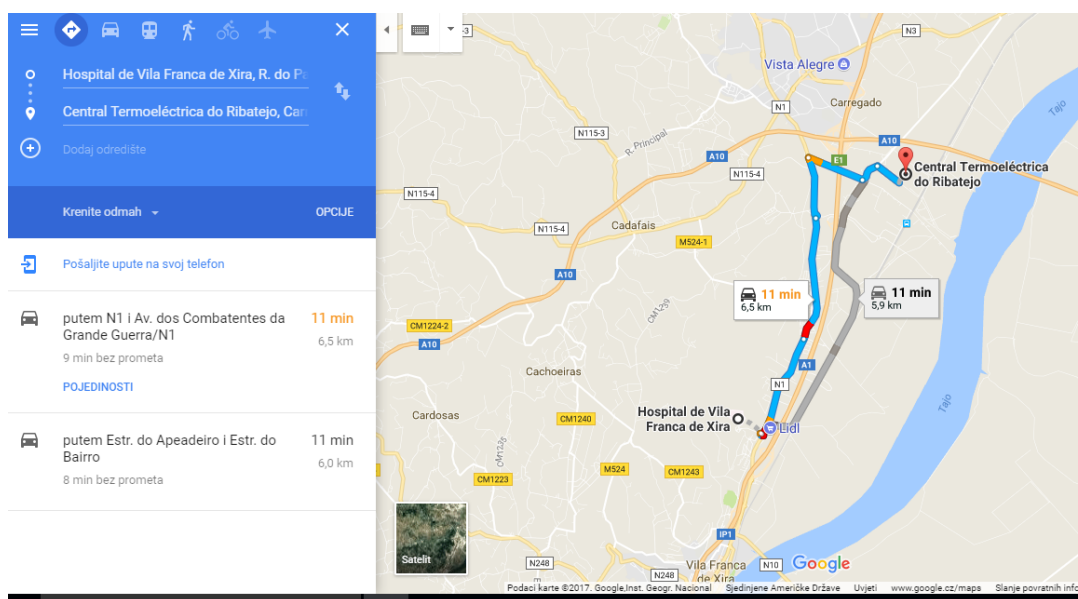 Hospital de Vila Franca de Xira, R. do Pa
Central Termoeléctrica do Ribatejo, Carr
Dodaj odredište
Krenite odmah
OPCIJE
Pošaljite upute na svoj telefon
putem N1 i Av. dos Combatentes da
Grande Guerra/N1
11 min
6,5 km
9 min bez prometa
POJEDINOSTI
putem Estr. do Apeadeiro i Estr. do
Bairro
11 min
6,0 km
8 min bez prometa
-3
N3
Vista Alegre
N1
Carregado
Tajo
N115-3
R. Principal
A10
A10
E1
N115-4
Central Termoeléctrica
do Ribatejo
N115-4
N115-4
Cadafais
M524-1
A10
11 min
6,5 km
11 min
5,9 km
CM1239
CM1224-2
A10
A1
Cachoeiras
N1
Tajo
Cardosas
CM1240
Hospital de Vila
Franca de Xira
Lidl
CM1223
CM1223
M524
CM1243
Satelit
IP1
N248
N248
Vila Franca
de Xira
N10
Google
Podaci karte ©2017. Google,Inst. Geogr. Nacional
Sjedinjene Američke Države
Uvjeti
www.google.cz/maps
Slanje povratnih info